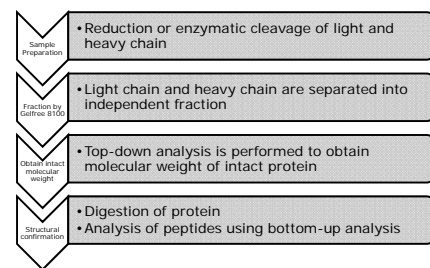 Sample
Preparation
• Reduction or enzymatic cleavage of light and
heavy chain
Fraction by
Gelfree 8100
• Light chain and heavy chain are separated into
independent fraction
Obtain intact
molecular
weight
• Top-down analysis is performed to obtain
molecular weight of intact protein
Structural
confirmation
• Digestion of protein
• Analysis of peptides using bottom-up analysis